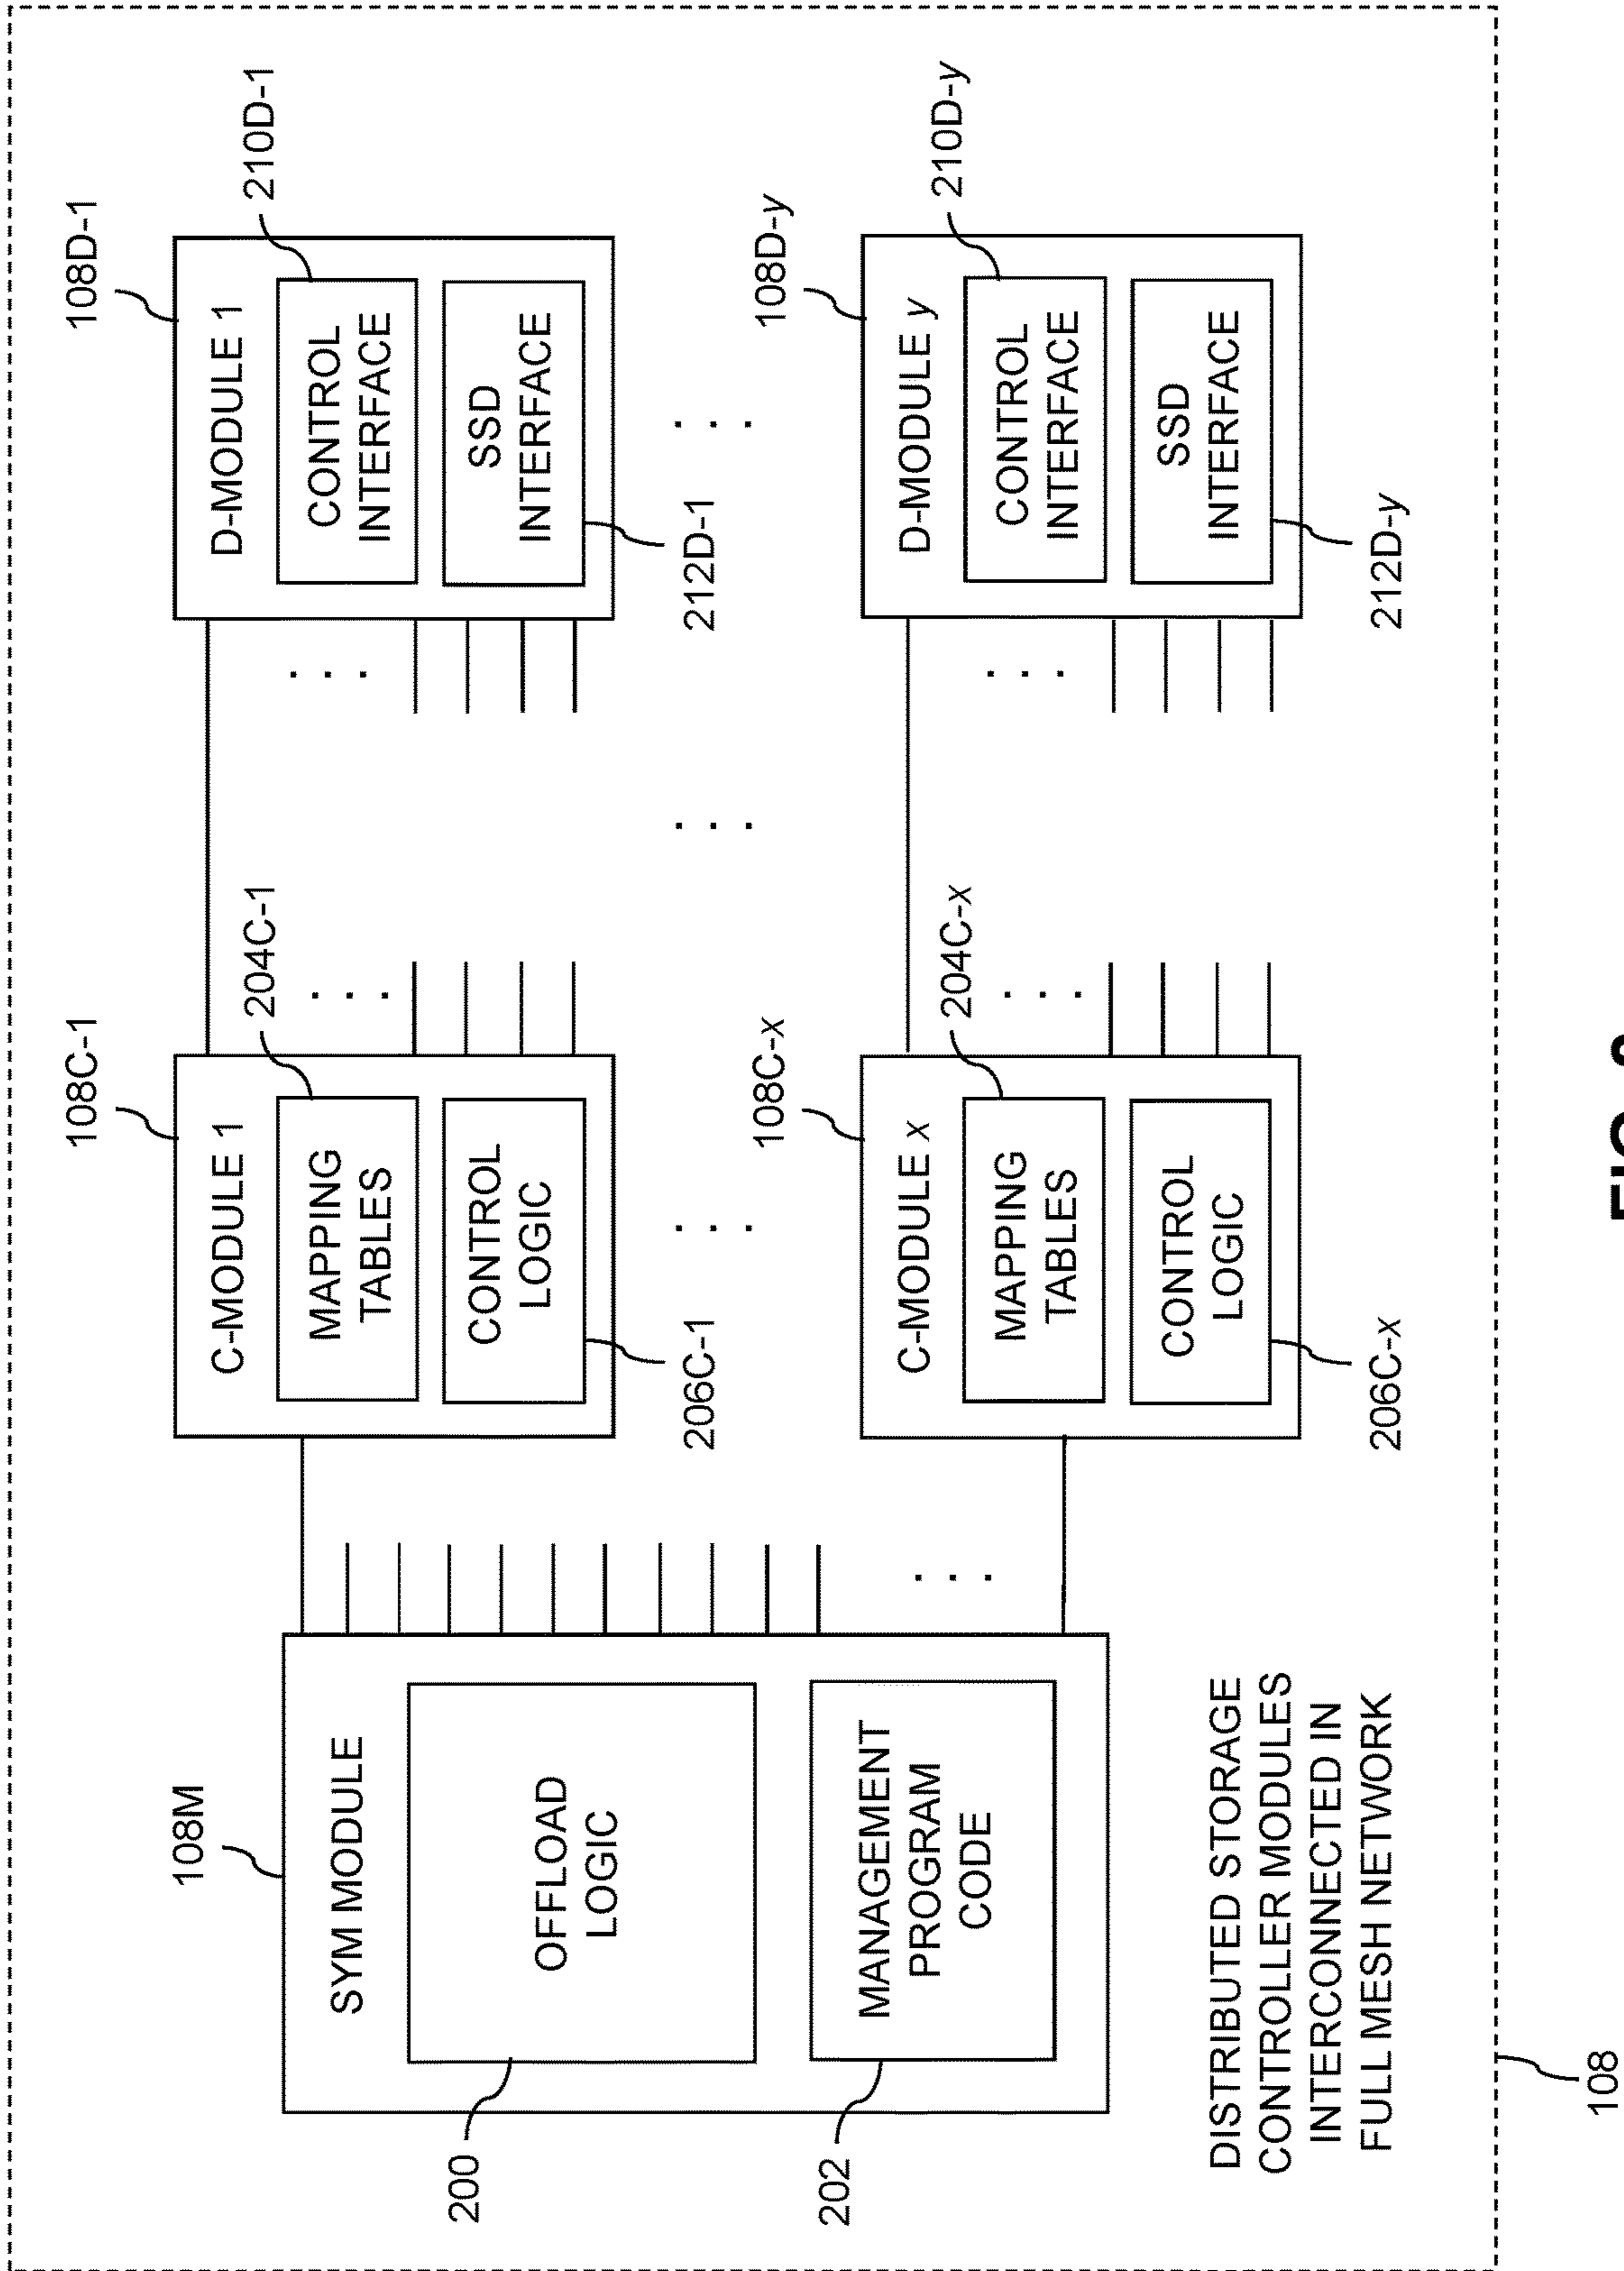 108M
SYM MODULE
OFFLOAD
LOGIC
200
MANAGEMENT
PROGRAM
CODE
202
108C-1
C-MODULE 1
204C-1
MAPPING
TABLES
CONTROL
LOGIC
206C-1
. . .
108C-x
C-MODULE x
204C-x
MAPPING
TABLES
CONTROL
LOGIC
206C-x
108D-1
D-MODULE 1
210D-1
CONTROL
INTERFACE
SSD
INTERFACE
212D-1
. . .
108D-y
D-MODULE y
210D-y
CONTROL
INTERFACE
SSD
INTERFACE
212D-y
DISTRIBUTED STORAGE
CONTROLLER MODULES
INTERCONNECTED IN
FULL MESH NETWORK
108